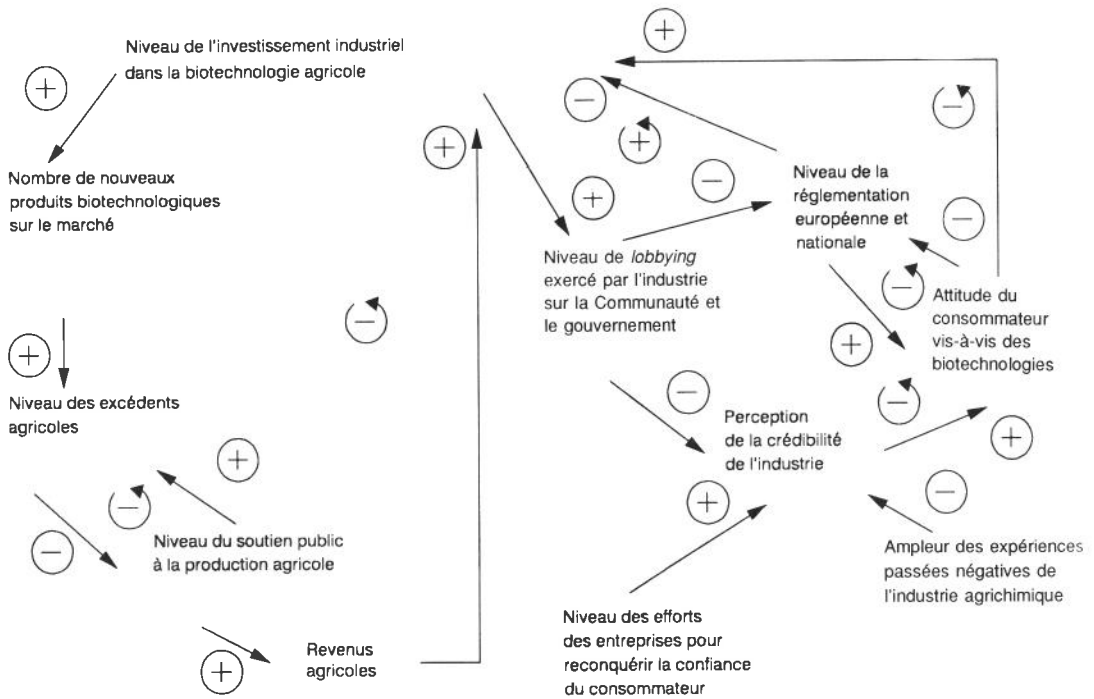 Niveau de l'investissement industriel
dans la biotechnologie agricole
Nombre de nouveaux
produits biotechnologiques
sur le marché
Niveau des excédents
agricoles
Niveau du soutien public
à la production agricole
Revenus
agricoles
Niveau de lobbying
exercé par l'industrie
sur la Communauté et
le gouvernement
Niveau de la
réglementation
européenne et
nationale
Attitude du
consommateur
vis-à-vis des
biotechnologies
Perception
de la crédibilité
de l'industrie
Ampleur des expériences
passées négatives de
l'industrie agrichimique
Niveau des efforts
des entreprises pour
reconquérir la confiance
du consommateur